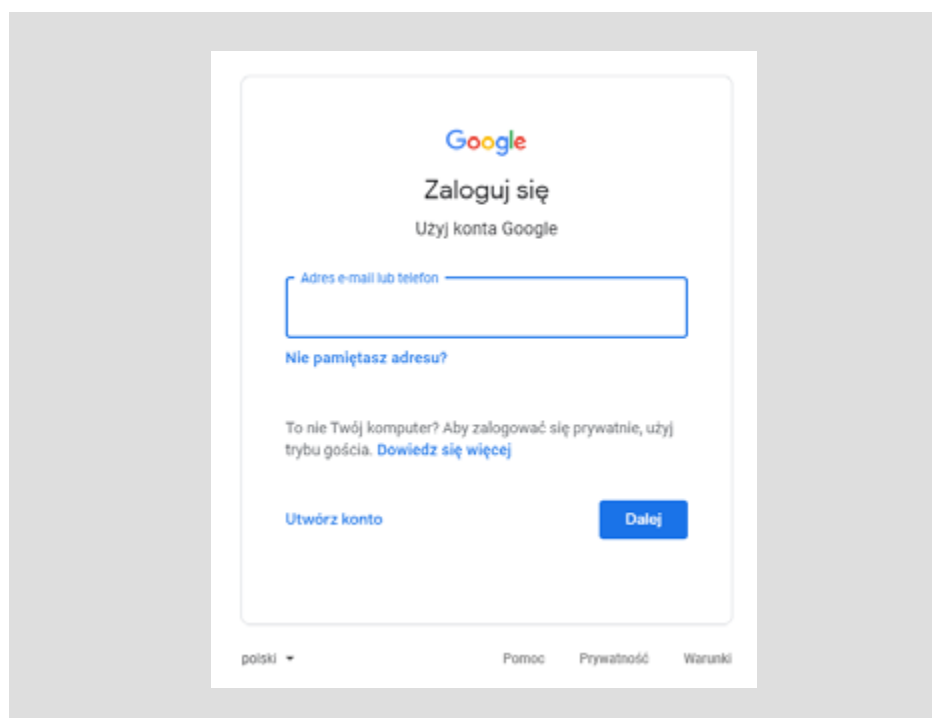 Google
Zaloguj się
Użyj konta Google
Adres e-mail lub telefon
Nie pamiętasz adresu?
To nie Twój komputer? Aby zalogować się prywatnie, użyj
trybu gościa. Dowiedz się więcej
Utwórz konto Dalej
polski Pomoc Prywatność Warunki